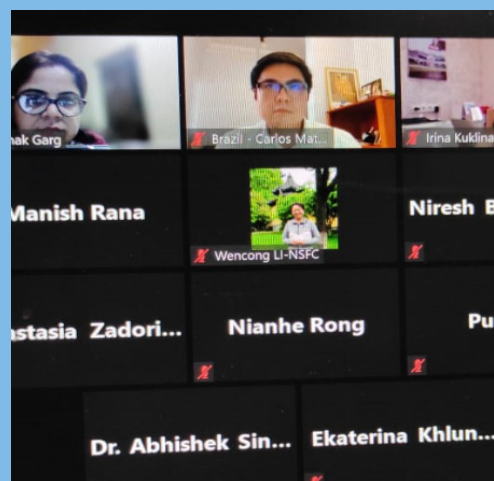 nak Garg
Brazil - Carlos Mat...
Irina Kuklina
Manish Rana
Wencong LI-NSFC
Niresh B
astasia Zadori...
Nianhe Rong
Pu
Dr. Abhishek Sin...
Ekaterina Khlun...